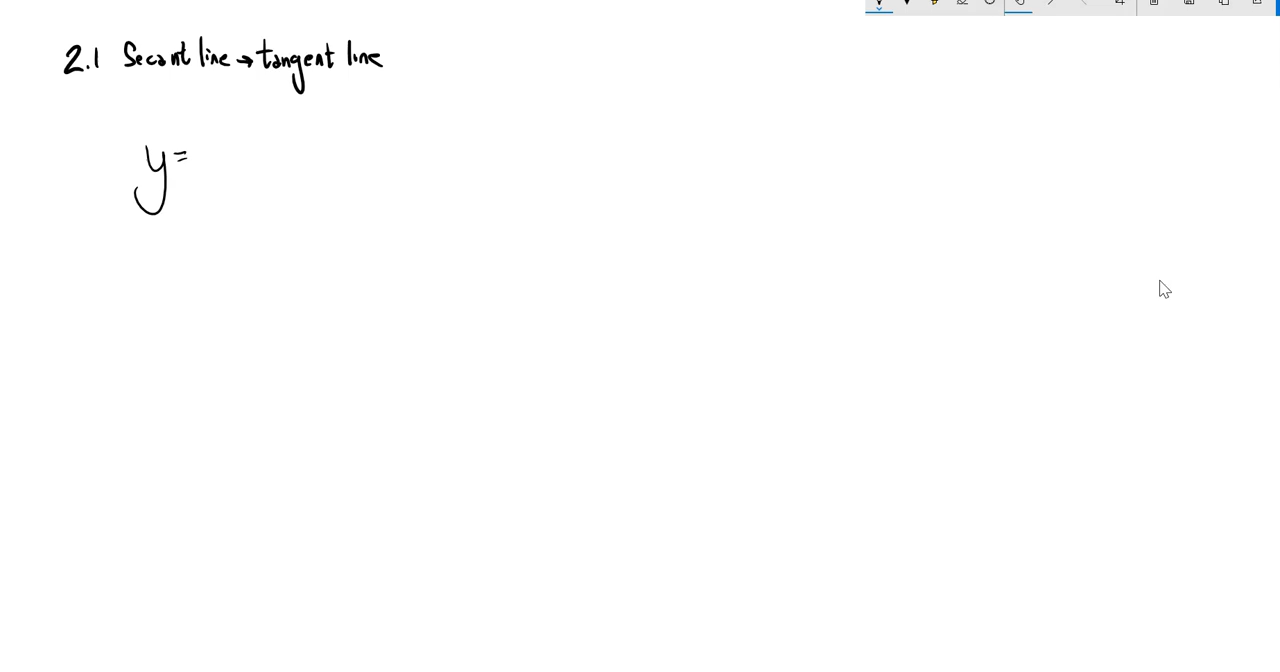 2.1 Secant line → tangent line
y =